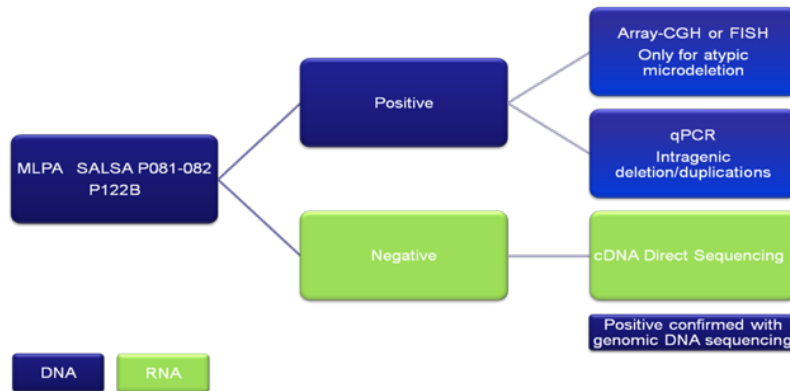 MLPA SALSA P081-082
P122B
Positive
Array-CGH or FISH
Only for atypic
microdeletion
qPCR
Intragenic
deletion/duplications
Negative
cDNA Direct Sequencing
Positive confirmed with
genomic DNA sequencing
DNA
RNA